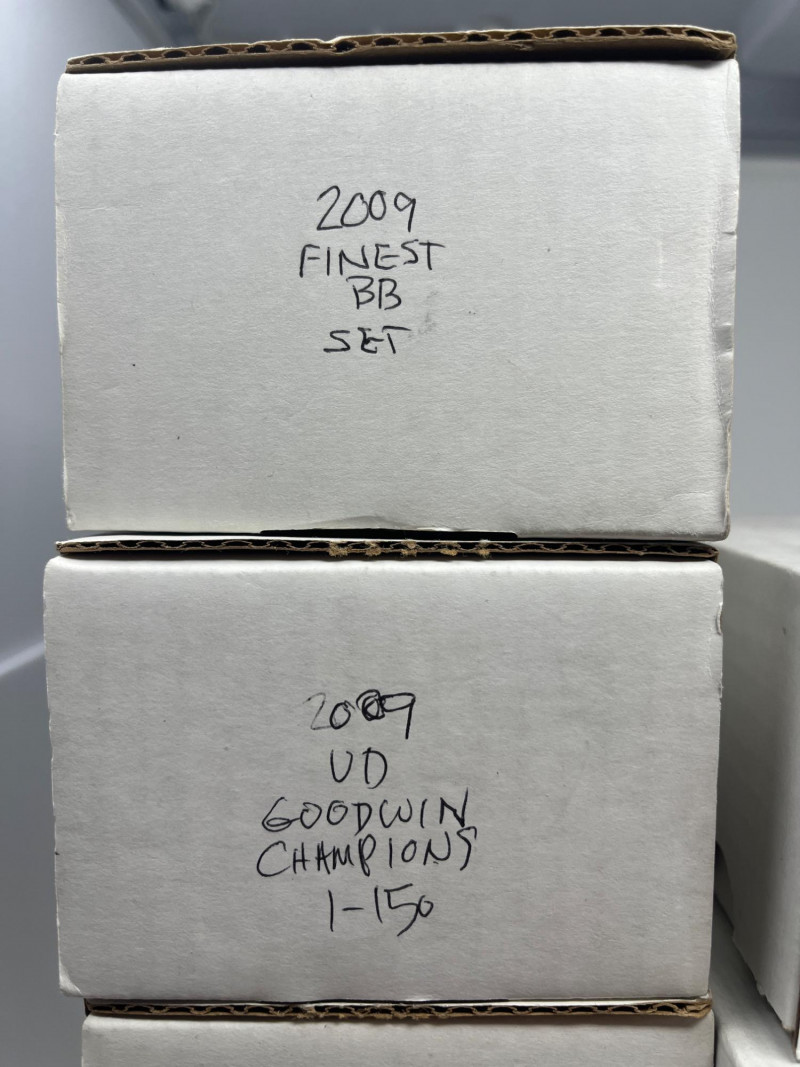 2009
FINEST
BB
SET
2009
UD
GOODWIN
CHAMPIONS
1-150